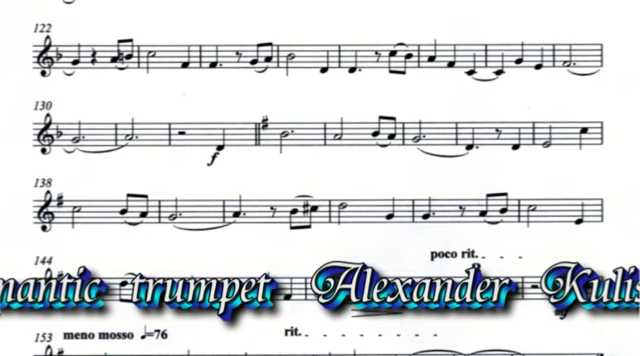 122
130
f
138
144
poco rit.
mantic trumpet - Alexander - Kulis
153 meno mosso ♩=76 rit.